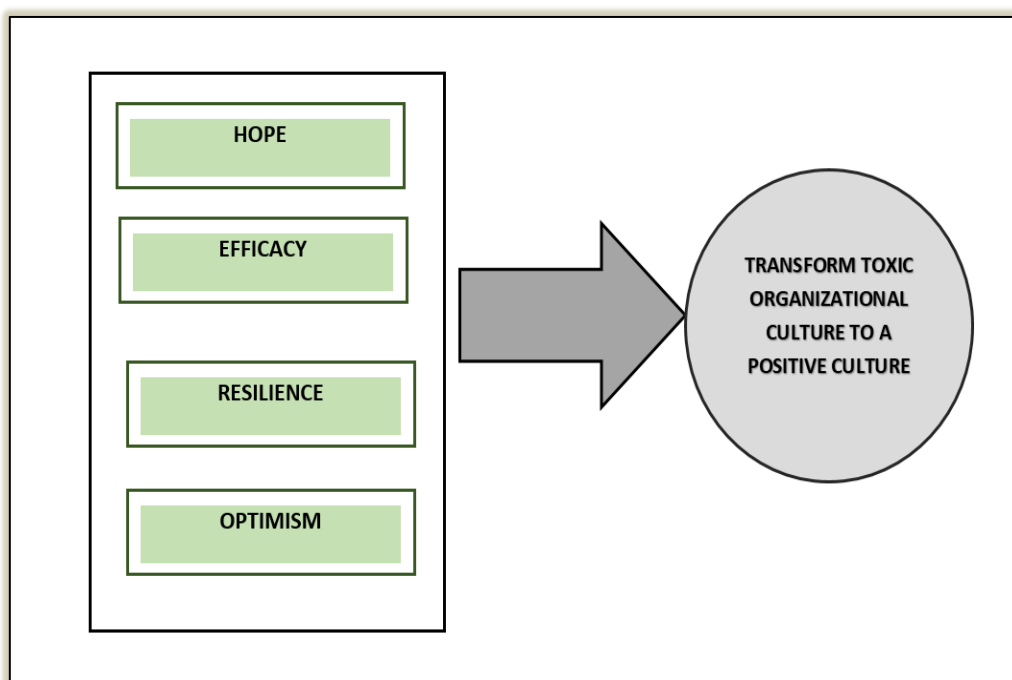 HOPE
EFFICACY
RESILIENCE
OPTIMISM
TRANSFORM TOXIC
ORGANIZATIONAL
CULTURE TO A
POSITIVE CULTURE